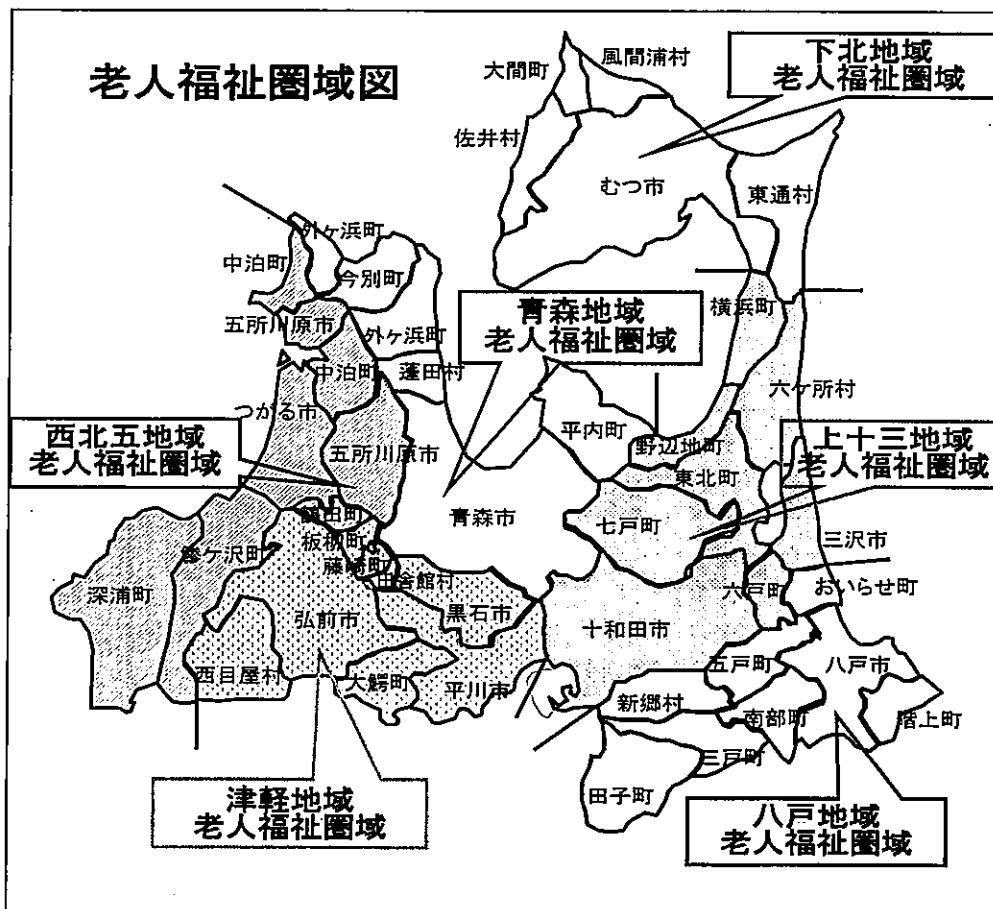 老人福祉圏域図
下北地域
老人福祉圏域
大間町
風間浦村
佐井村
むつ市
東通村
外ヶ浜町
中泊町
今別町
横浜町
青森地域
老人福祉圏域
五所川原市
外ヶ浜町
中泊町
蓬田村
六ケ所村
つがる市
平内町
野辺地町
西北五地域
老人福祉圏域
五所川原市
上十三地域
老人福祉圏域
東北町
七戸町
青森市
鶴田町
板柳町
藤崎町
田舎館村
三沢市
鰺ケ沢町
深浦町
弘前市
黒石市
六戸町
おいらせ町
十和田市
西目屋村
大鰐町
平川市
五戸町
八戸市
新郷村
南部町
階上町
三戸町
田子町
津軽地域
老人福祉圏域
八戸地域
老人福祉圏域